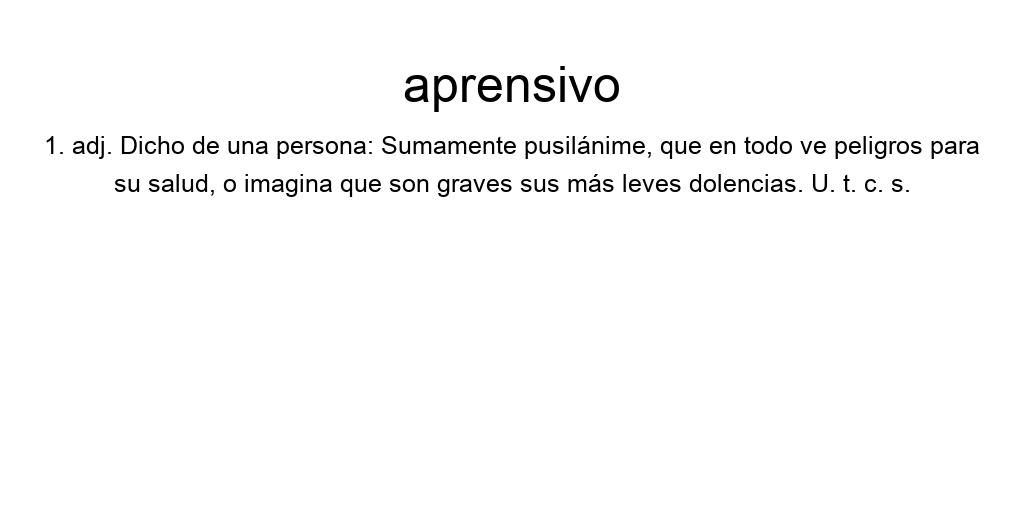 aprensivo
1. adj. Dicho de una persona: Sumamente pusilánime, que en todo ve peligros para
su salud, o imagina que son graves sus más leves dolencias. U. t. c. s.